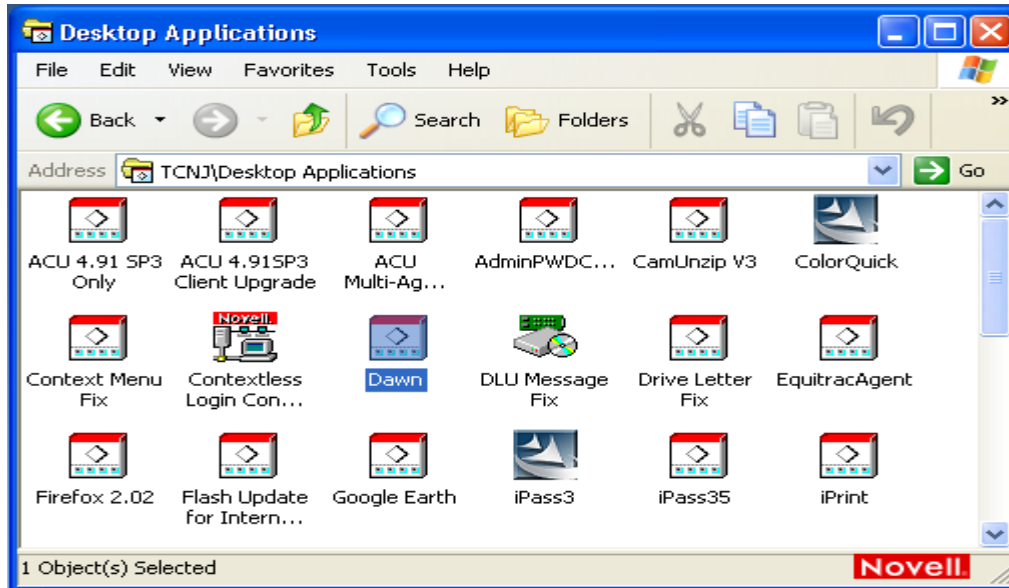 Desktop Applications
File Edit View Favorites Tools Help
Back Search Folders »
Address TCNJ\Desktop Applications Go
ACU 4.91 SP3 Only
ACU 4.91SP3 Client Upgrade
ACU Multi-Ag...
AdminPWDC...
CamUnzip V3
ColorQuick
Context Menu Fix
Novell.
Contextless Login Con...
Dawn
DLU Message Fix
Drive Letter Fix
EquitracAgent
Firefox 2.02
Flash Update for Intern...
Google Earth
iPass3
iPass35
iPrint
1 Object(s) Selected
Novell.